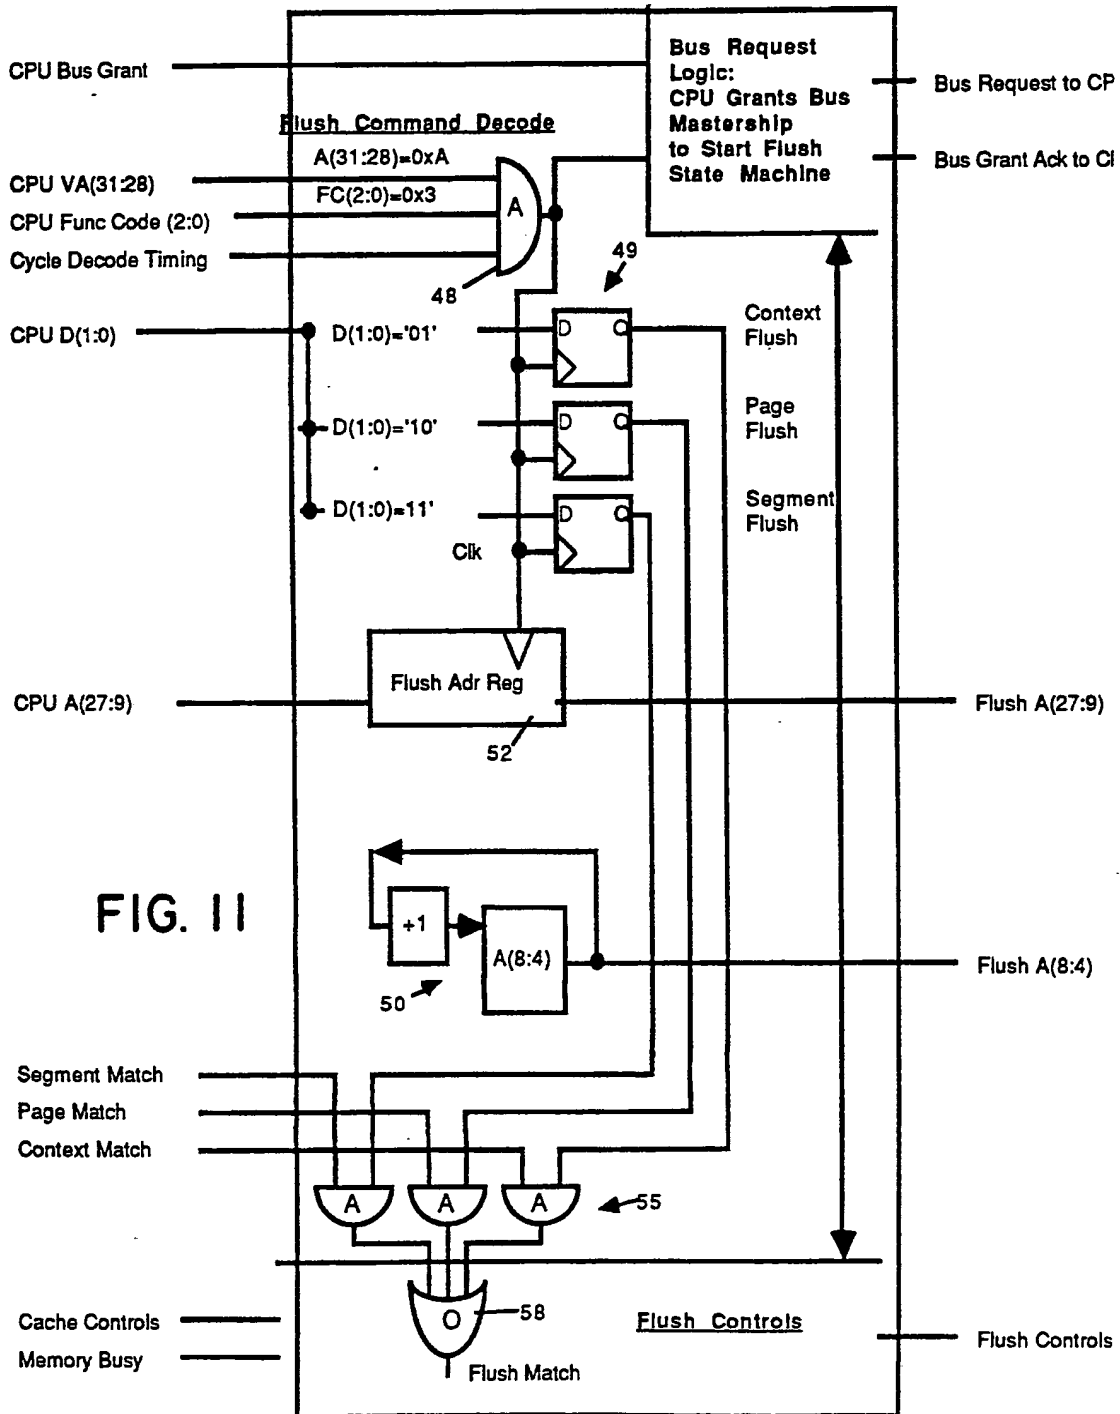 CPU Bus Grant
Bus Request
Logic:
CPU Grants Bus
Mastership
to Start Flush
State Machine
Bus Request to CP
Bus Grant Ack to CI
Flush Command Decode
A(31:28)=0xA
CPU VA(31:28)
FC(2:0)=0x3
CPU Func Code (2:0)
A
Cycle Decode Timing
48
49
CPU D(1:0)
D(1:0)='01'
D Q
Context
Flush
D(1:0)='10'
D Q
Page
Flush
D(1:0)=11'
D Q
Segment
Flush
Clk
CPU A(27:9)
Flush Adr Reg
Flush A(27:9)
52
FIG. 11
+1
A(8:4)
Flush A(8:4)
50
Segment Match
Page Match
Context Match
A
A
A
55
O
58
Cache Controls
Memory Busy
Flush Match
Flush Controls
Flush Controls